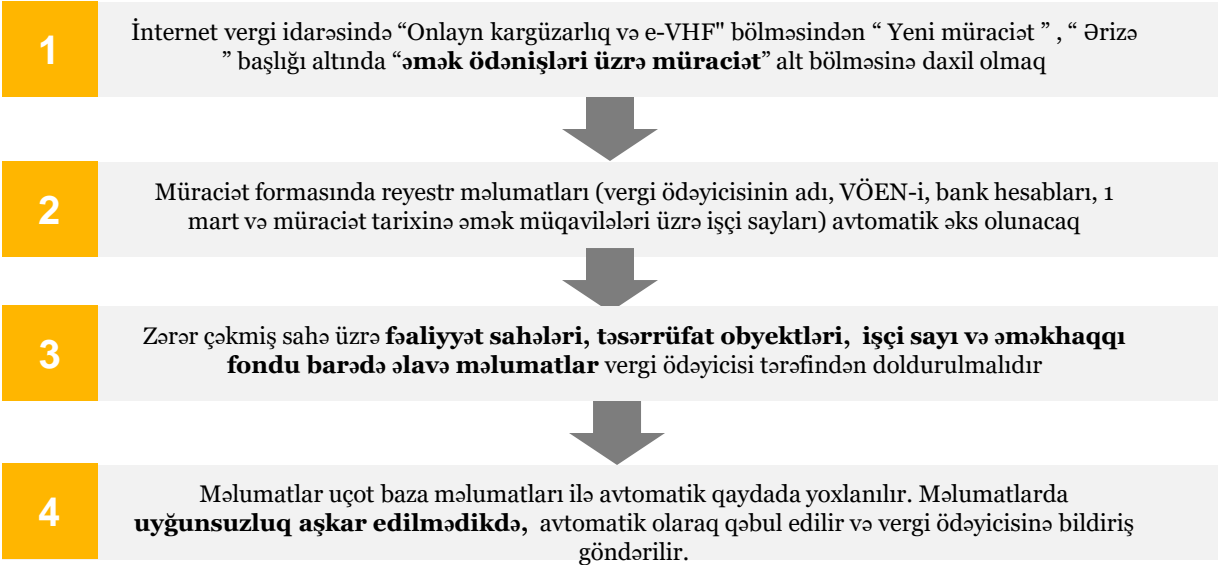 1
İnternet vergi idarəsində “Onlayn kargüzarlıq və e-VHF" bölməsindən “ Yeni müraciət ” , “ Ərizə
” başlığı altında “əmək ödənişləri üzrə müraciət” alt bölməsinə daxil olmaq
2
Müraciət formasında reyestr məlumatları (vergi ödəyicisinin adı, VÖEN-i, bank hesabları, 1
mart və müraciət tarixinə əmək müqavilələri üzrə işçi sayları) avtomatik əks olunacaq
3
Zərər çəkmiş sahə üzrə fəaliyyət sahələri, təsərrüfat obyektləri, işçi sayı və əməkhaqqı
fondu barədə əlavə məlumatlar vergi ödəyicisi tərəfindən doldurulmalıdır
4
Məlumatlar uçot baza məlumatları ilə avtomatik qaydada yoxlanılır. Məlumatlarda
uyğunsuzluq aşkar edilmədikdə, avtomatik olaraq qəbul edilir və vergi ödəyicisinə bildiriş
göndərilir.